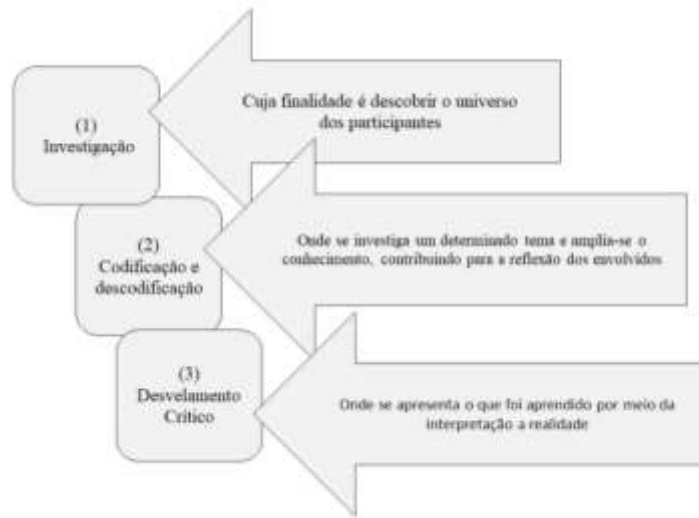 (1)
Investigação
Cuja finalidade é descobrir o universo
dos participantes
(2)
Codificação e
descodificação
Onde se investiga um determinado tema e amplia-se o
conhecimento, contribuindo para a reflexão dos envolvidos
(3)
Desvelamento
Crítico
Onde se apresenta o que foi aprendido por meio da
interpretação a realidade